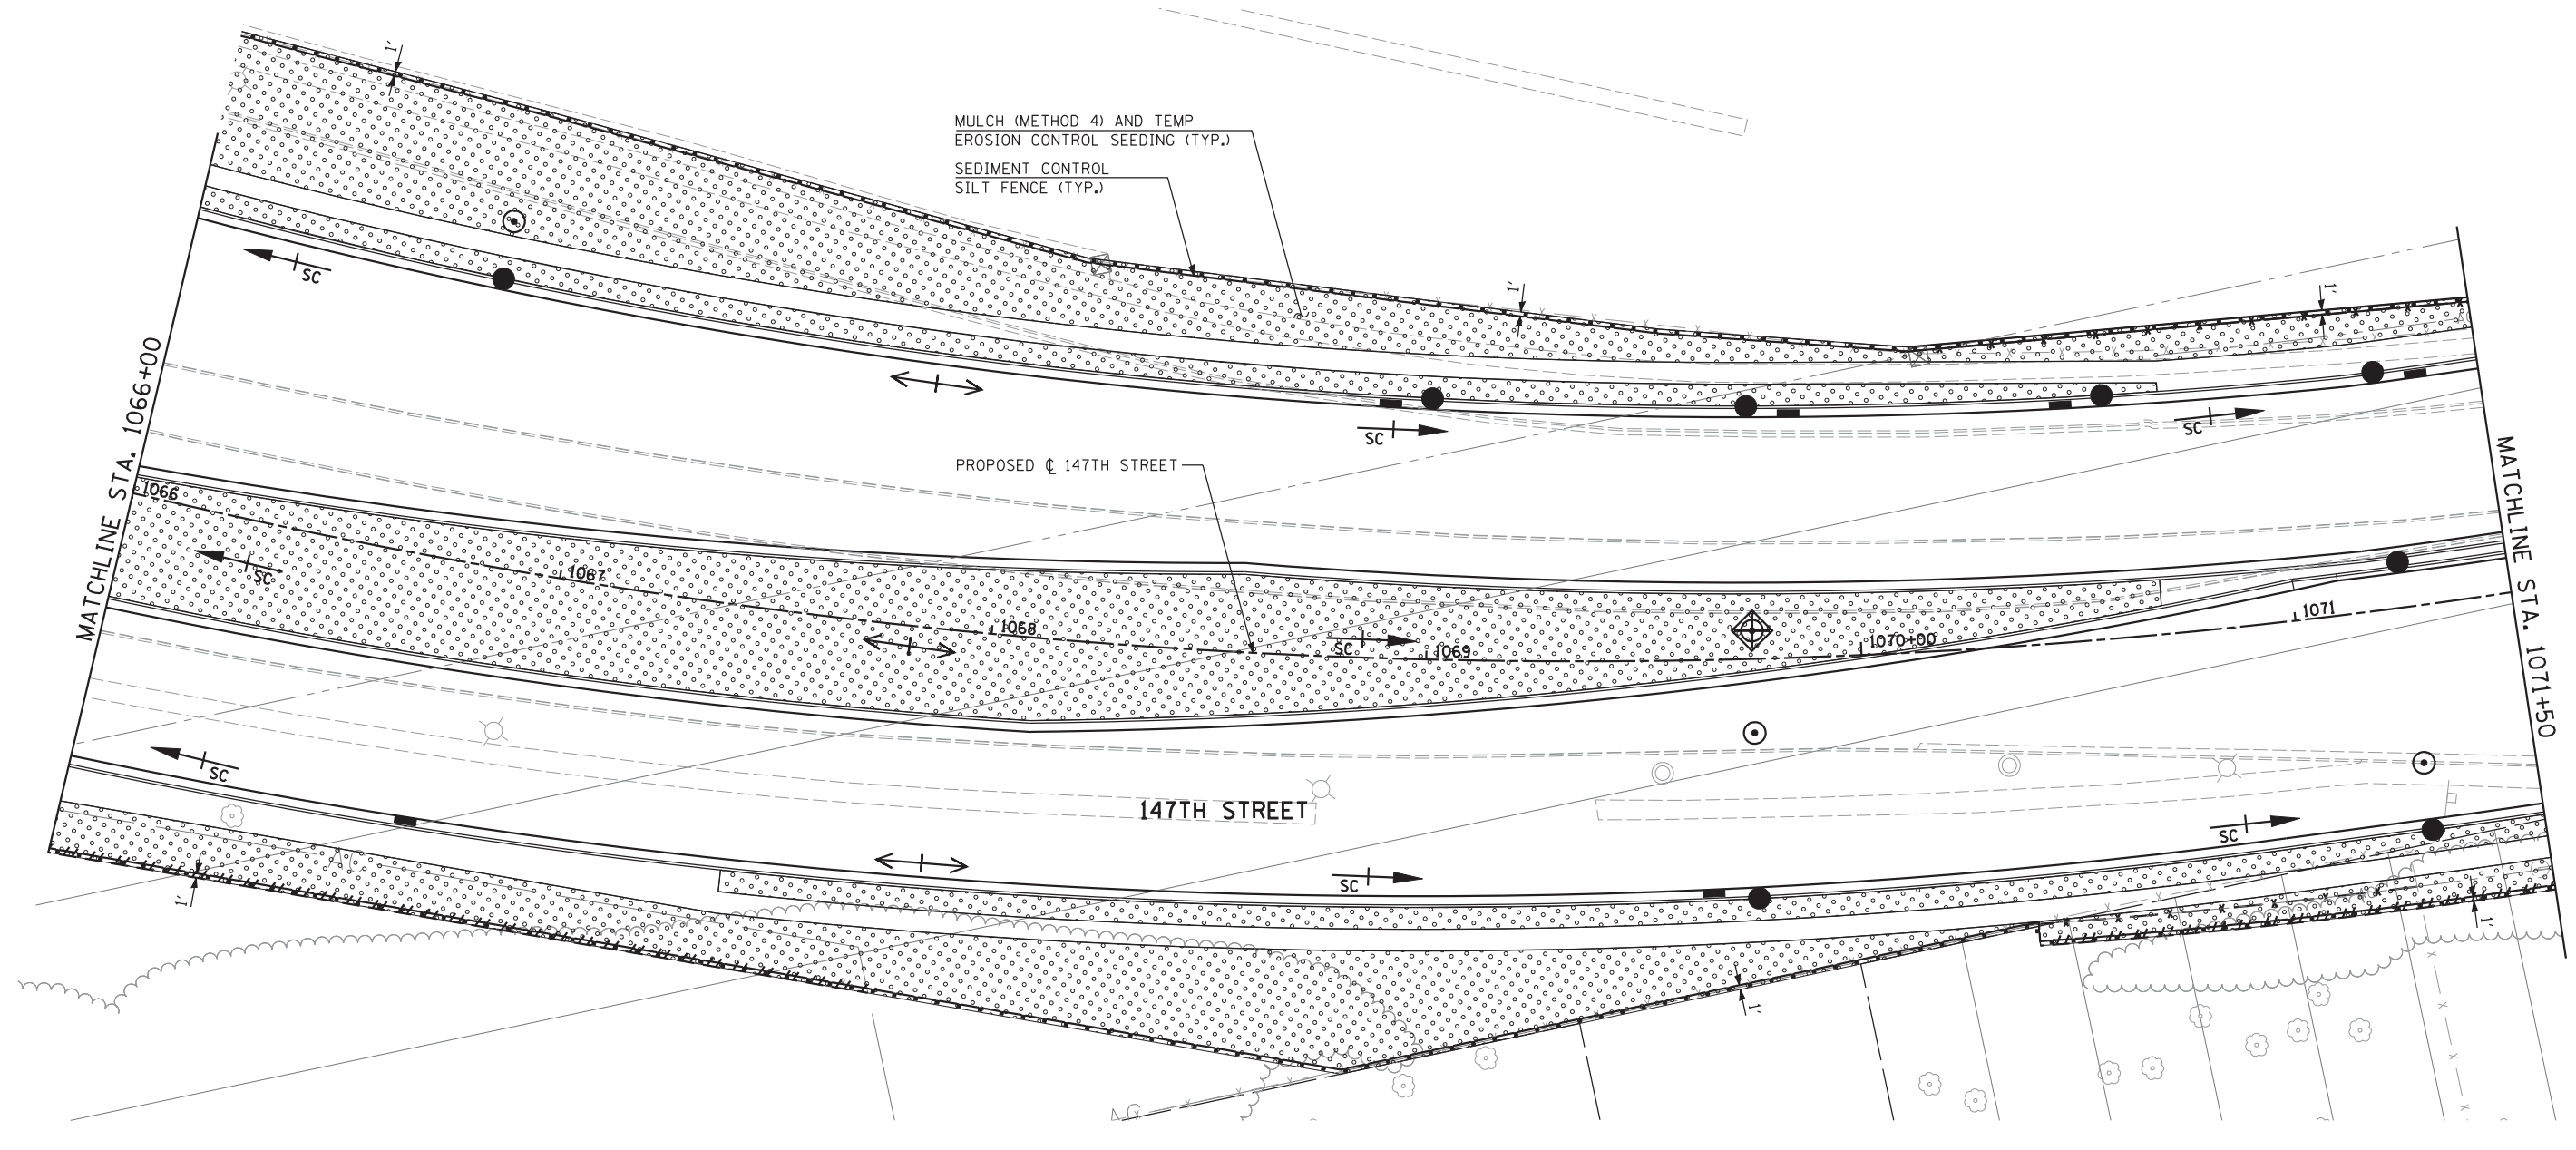 1'
MULCH (METHOD 4) AND TEMP
EROSION CONTROL SEEDING (TYP.)
SEDIMENT CONTROL
SILT FENCE (TYP.)
1'
1'
SC
MATCHLINE STA. 1066+00
SC
SC
PROPOSED ℄ 147TH STREET
MATCHLINE STA. 1071+50
1066
SC
1067
1068
SC
1069
1070+00
1071
SC
147TH STREET
SC
SC
1'
1'
1'